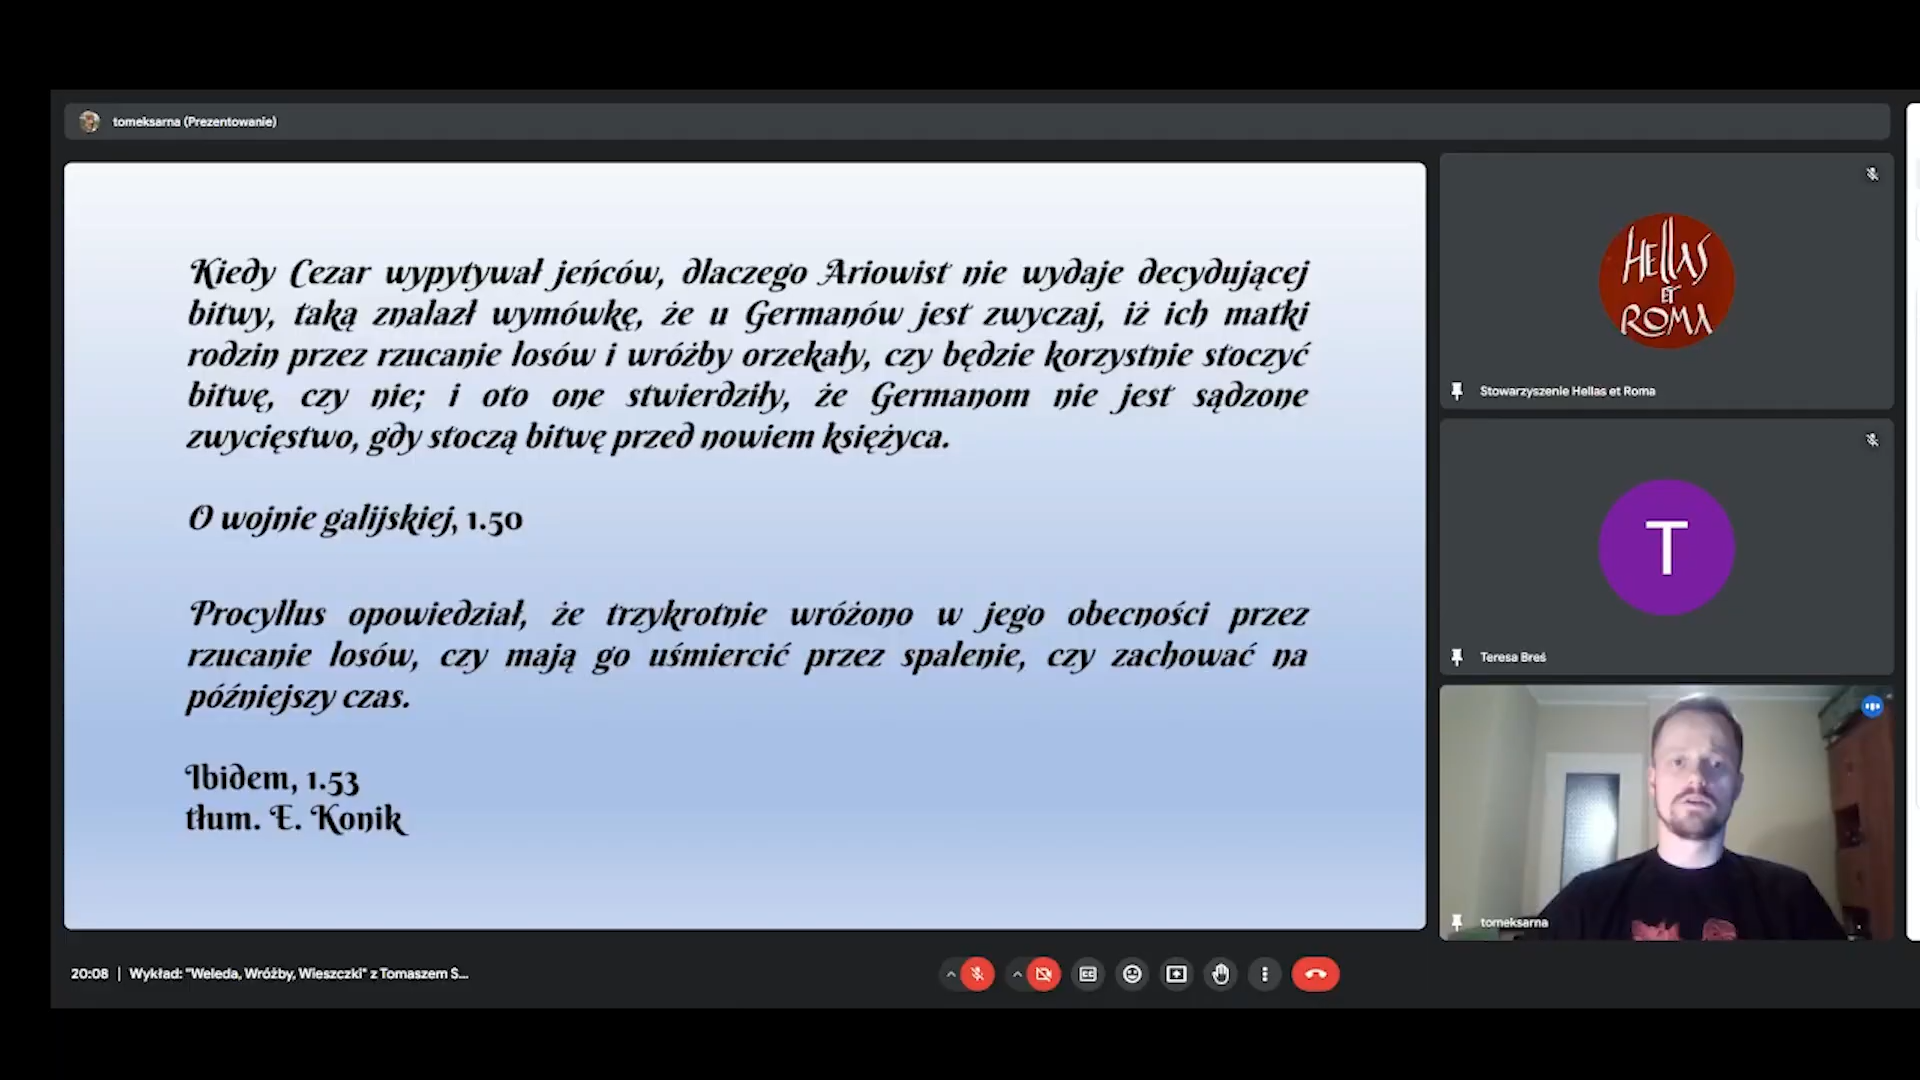 tomeksarna (Prezentowanie)
Kiedy Cezar wypytywał jeńców, dlaczego Ariowist nie wydaje decydującej
bitwy, taką znalazł wymówkę, że u Germanów jest zwyczaj, iż ich matki
rodzin przez rzucanie losów i wróżby orzekały, czy będzie korzystnie stoczyć
bitwę, czy nie; i oto one stwierdziły, że Germanom nie jest sądzone
zwycięstwo, gdy stoczą bitwę przed nowiem księżyca.
O wojnie galijskiej, 1.50
Procyllus opowiedział, że trzykrotnie wróżono w jego obecności przez
rzucanie losów, czy mają go uśmiercić przez spalenie, czy zachować na
późniejszy czas.
Ibidem, 1.53
tłum. E. Konik
HELLAS
ET
ROMA
Stowarzyszenie Hellas et Roma
T
Teresa Breś
tomeksarna
20:08 | Wykład: "Weleda, Wróżby, Wieszczki" z Tomaszem S...